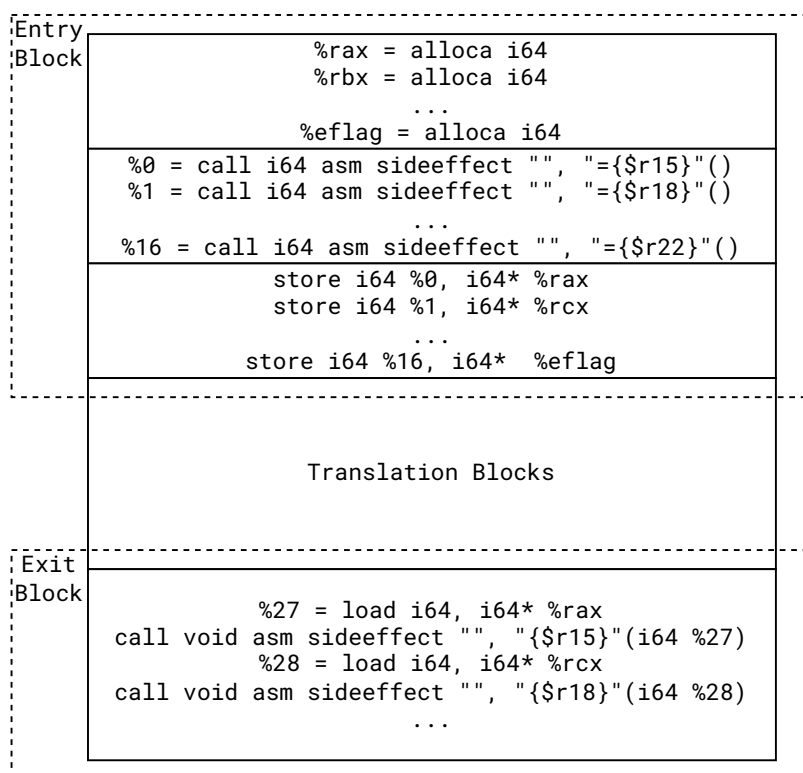 Entry
Block
%rax = alloca i64
%rbx = alloca i64
...
%eflag = alloca i64
%0 = call i64 asm sideeffect "", "={$r15}"()
%1 = call i64 asm sideeffect "", "={$r18}"()
...
%16 = call i64 asm sideeffect "", "={$r22}"()
store i64 %0, i64* %rax
store i64 %1, i64* %rcx
...
store i64 %16, i64* %eflag
Translation Blocks
Exit
Block
%27 = load i64, i64* %rax
call void asm sideeffect "", "{$r15}"(i64 %27)
%28 = load i64, i64* %rcx
call void asm sideeffect "", "{$r18}"(i64 %28)
...